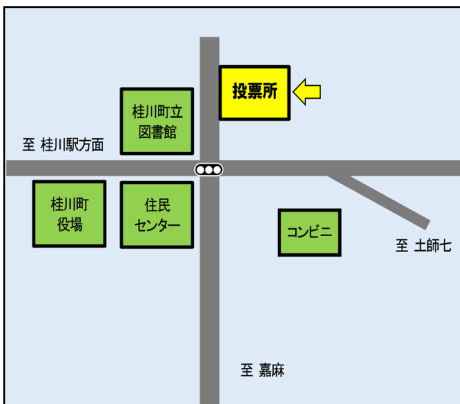 投票所
桂川町立
図書館
至 桂川駅方面
桂川町
役場
住民
センター
コンビニ
至 土師七
至 嘉麻